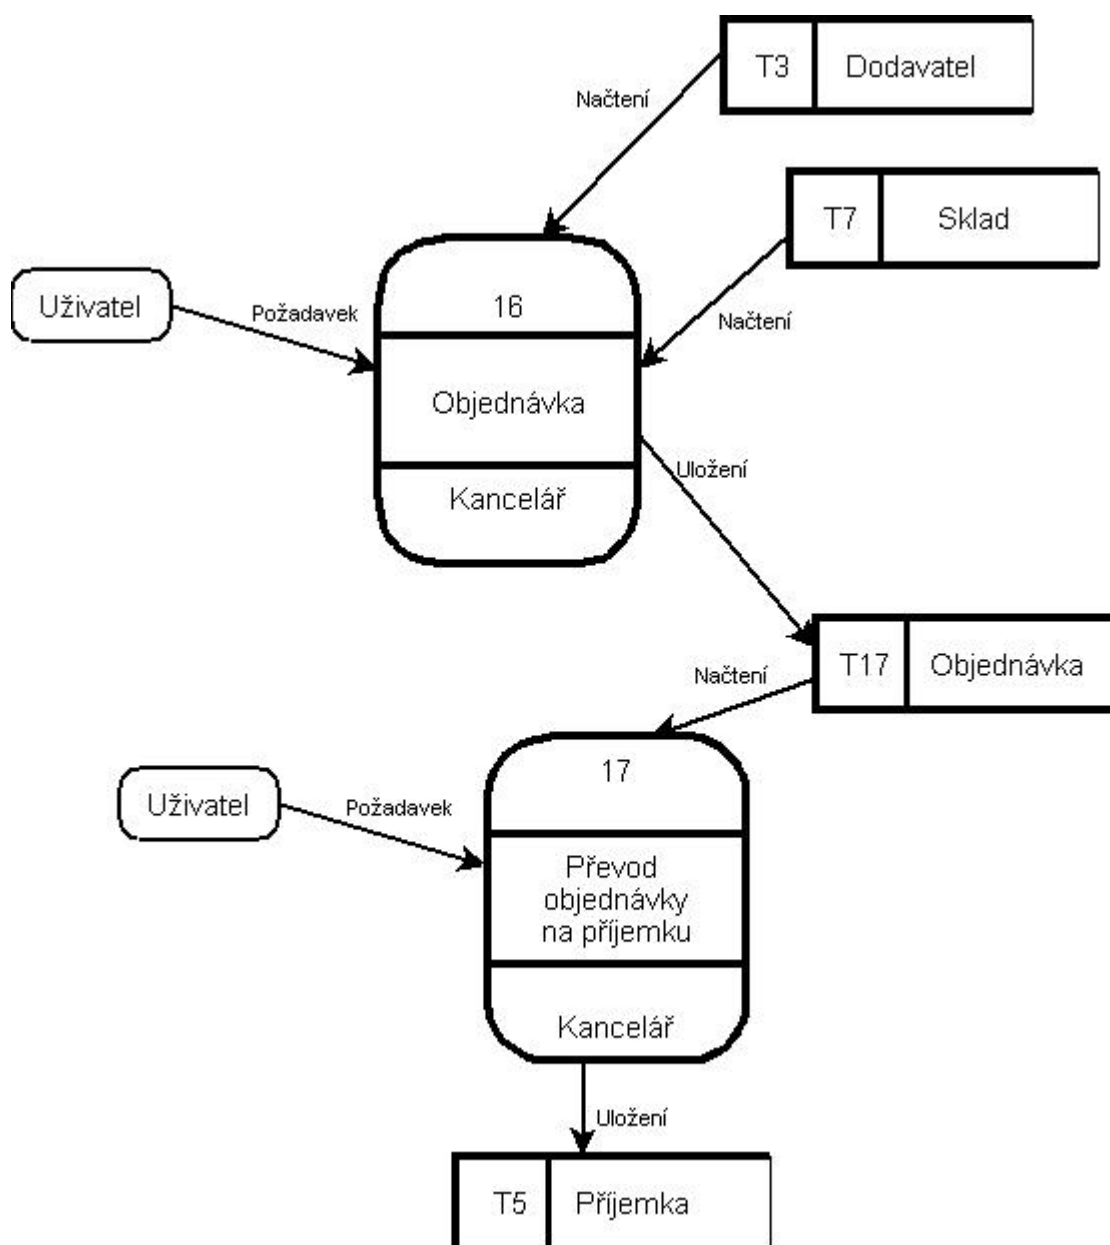 T3 Dodavatel
Načtení
T7 Sklad
Uživatel
Požadavek
16
Načtení
Objednávka
Uložení
Kancelář
T17 Objednávka
Načtení
17
Uživatel
Požadavek
Převod
objednávky
na příjemku
Kancelář
Uložení
T5 Příjemka